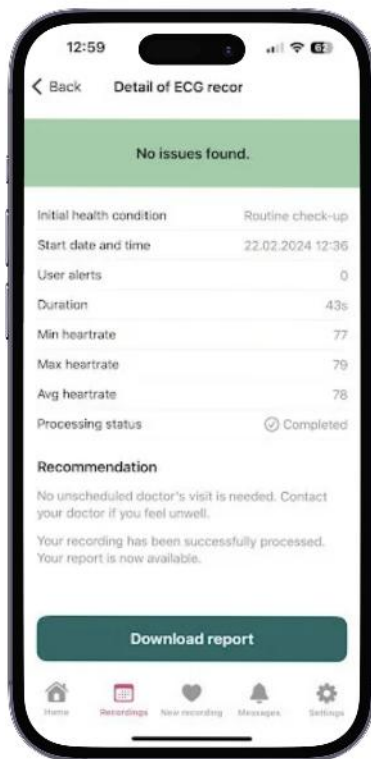 12:59
62
Back Detail of ECG recor
No issues found.
Initial health condition Routine check-up
Start date and time 22.02.2024 12:36
User alerts 0
Duration 43s
Min heartrate 77
Max heartrate 79
Avg heartrate 78
Processing status Completed
Recommendation
No unscheduled doctor's visit is needed. Contact
your doctor if you feel unwell.
Your recording has been successfully processed.
Your report is now available.
Download report
Home Recordings New recording Messages Settings